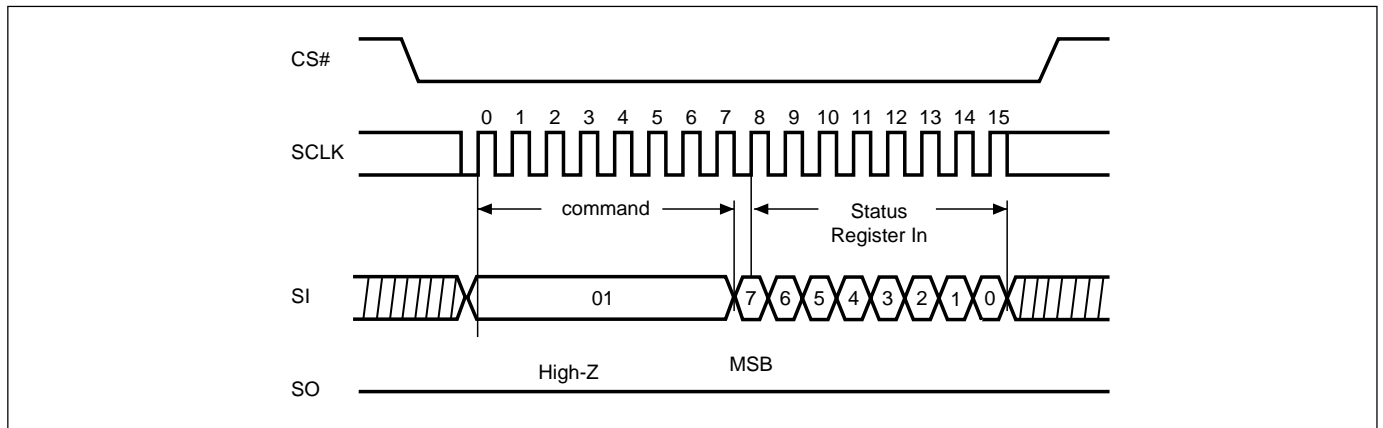 CS#
0 1 2 3 4 5 6 7 8 9 10 11 12 13 14 15
SCLK
command
Status
Register In
SI
01
7 6 5 4 3 2 1 0
MSB
High-Z
SO